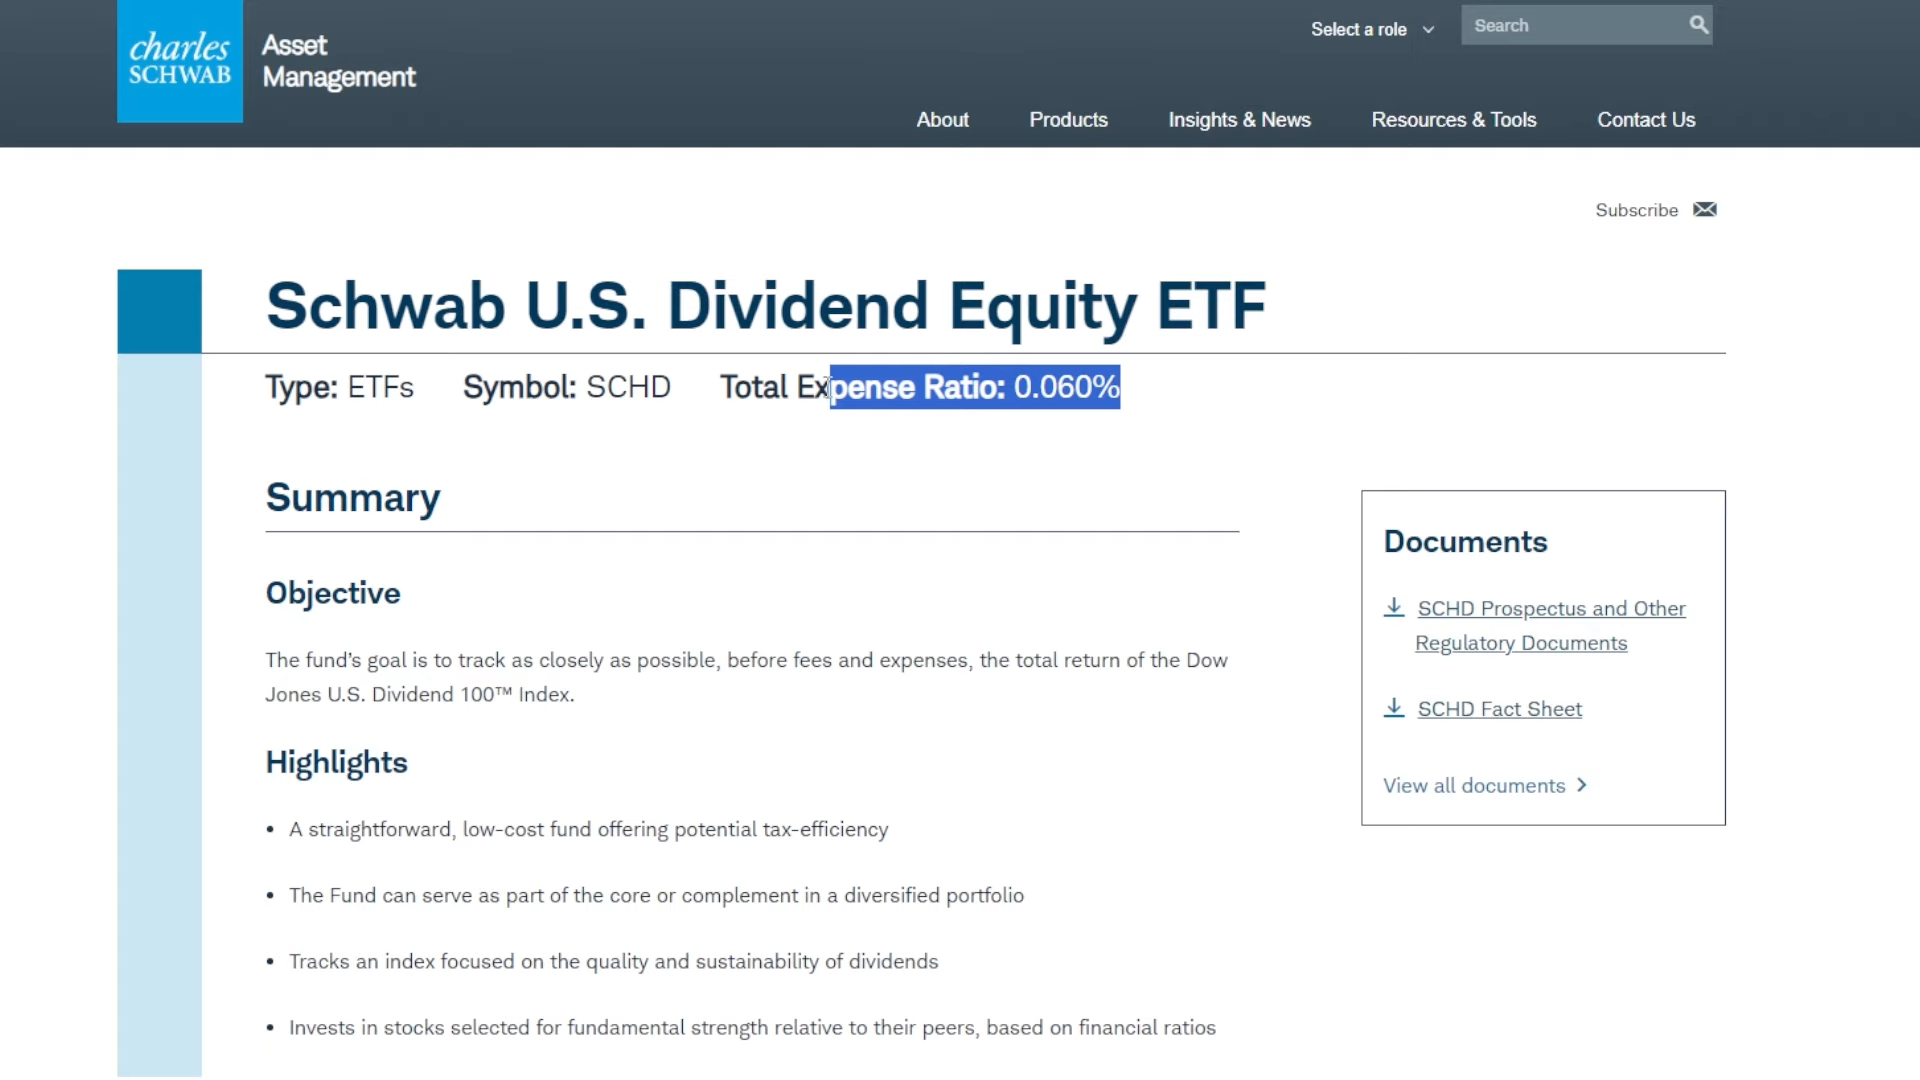 charles
SCHWAB
Asset
Management
Select a role
Search
About Products Insights & News Resources & Tools Contact Us
Subscribe
Schwab U.S. Dividend Equity ETF
Type: ETFs Symbol: SCHD Total Expense Ratio: 0.060%
Summary
Objective
The fund's goal is to track as closely as possible, before fees and expenses, the total return of the Dow
Jones U.S. Dividend 100™ Index.
Highlights
• A straightforward, low-cost fund offering potential tax-efficiency
• The Fund can serve as part of the core or complement in a diversified portfolio
• Tracks an index focused on the quality and sustainability of dividends
• Invests in stocks selected for fundamental strength relative to their peers, based on financial ratios
Documents
SCHD Prospectus and Other
Regulatory Documents
SCHD Fact Sheet
View all documents